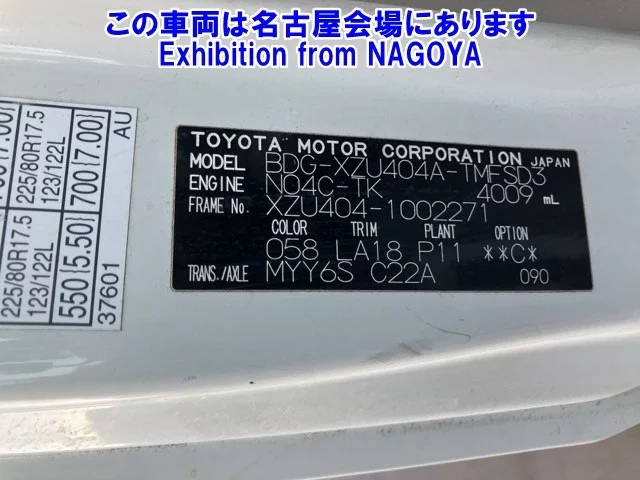 この車両は名古屋会場にあります
Exhibition from NAGOYA
TOYOTA MOTOR CORPORATION JAPAN
MODEL BDG-XZU404A-TMFSD3
ENGINE N04C-TK 4009 mL
FRAME No. XZU404-1002271
COLOR TRIM PLANT OPTION
058 LA18 P11 **C*
TRANS./AXLE MYY6S C22A 090
225/80R17.5
123/122L
700(7.00)
AU
225/80R17.5
123/122L
550(5.50)
37601